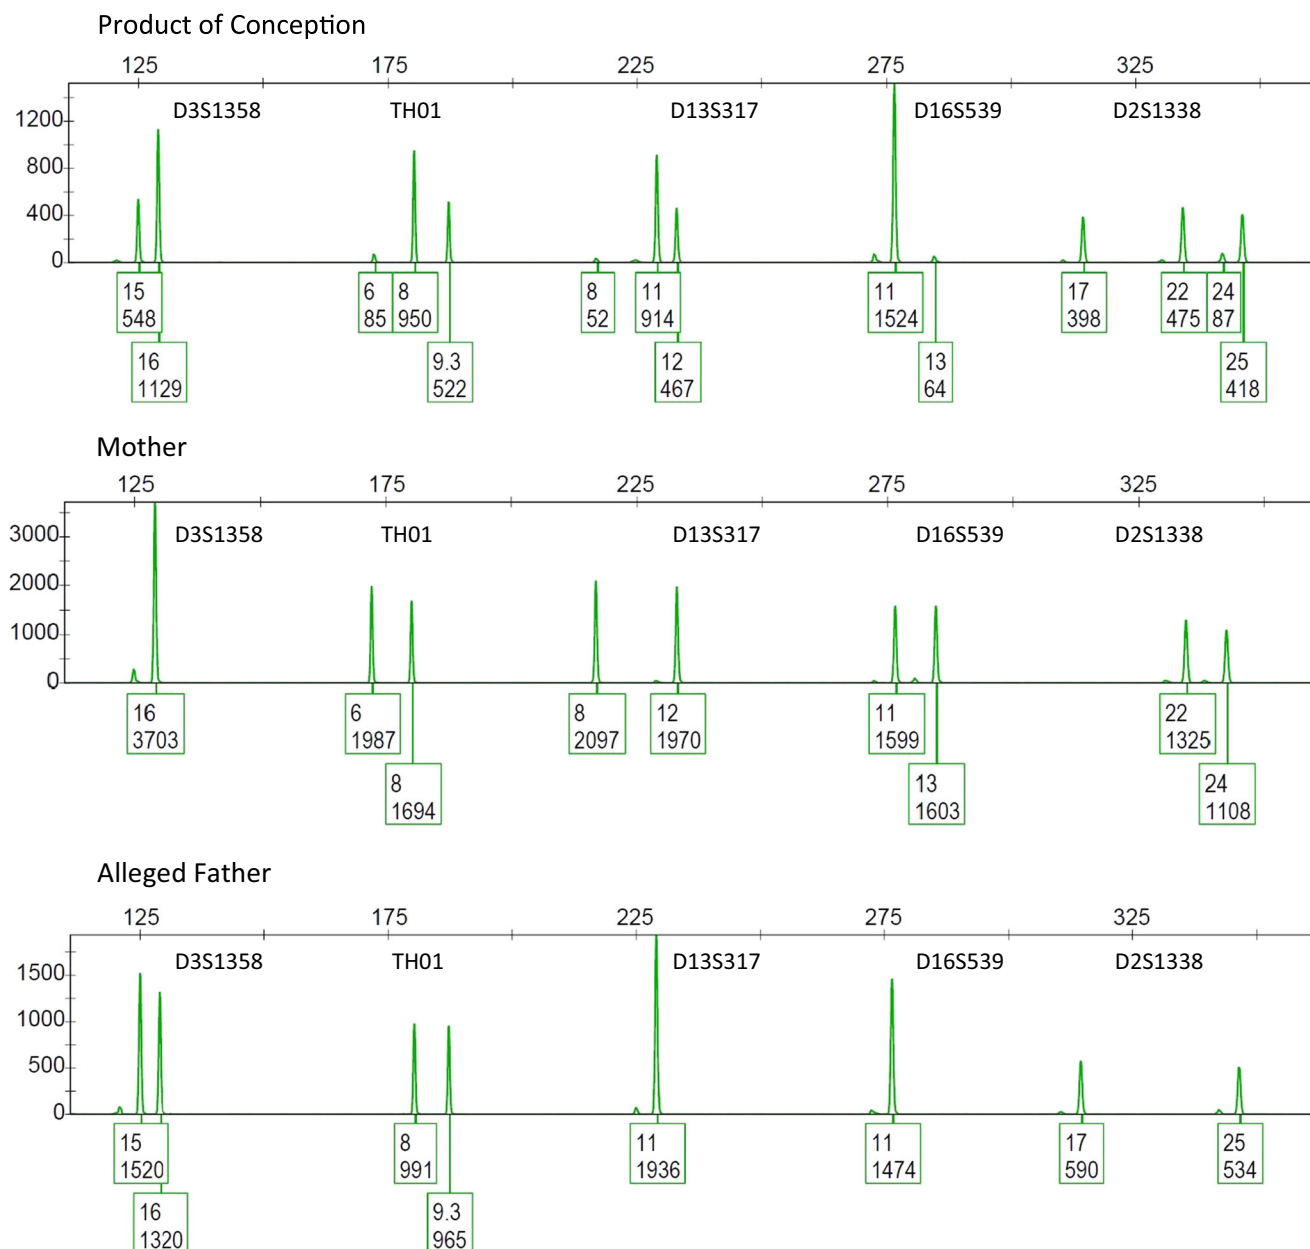 Product of Conception
125 175 225 275 325
D3S1358 TH01 D13S317 D16S539 D2S1338
1200
800
400
0
15 6 8 8 11 11 17 22 24
548 85 950 52 914 1524 398 475 87
16 9.3 12 13 25
1129 522 467 64 418
Mother
125 175 225 275 325
D3S1358 TH01 D13S317 D16S539 D2S1338
3000
2000
1000
0
16 6 8 12 11 22
3703 1987 2097 1970 1599 1325
8 13 24
1694 1603 1108
Alleged Father
125 175 225 275 325
D3S1358 TH01 D13S317 D16S539 D2S1338
1500
1000
500
0
15 8 11 11 17 25
1520 991 1936 1474 590 534
16 9.3
1320 965